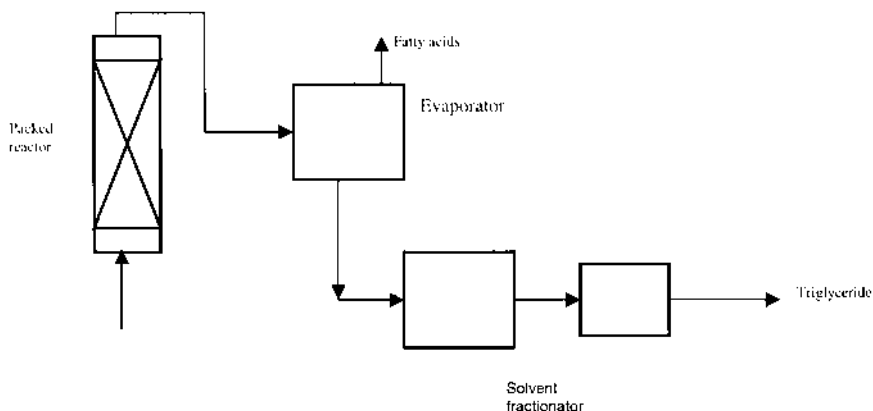 Fatty acids
Evaporator
Packed
reactor
Triglyceride
Solvent
fractionator